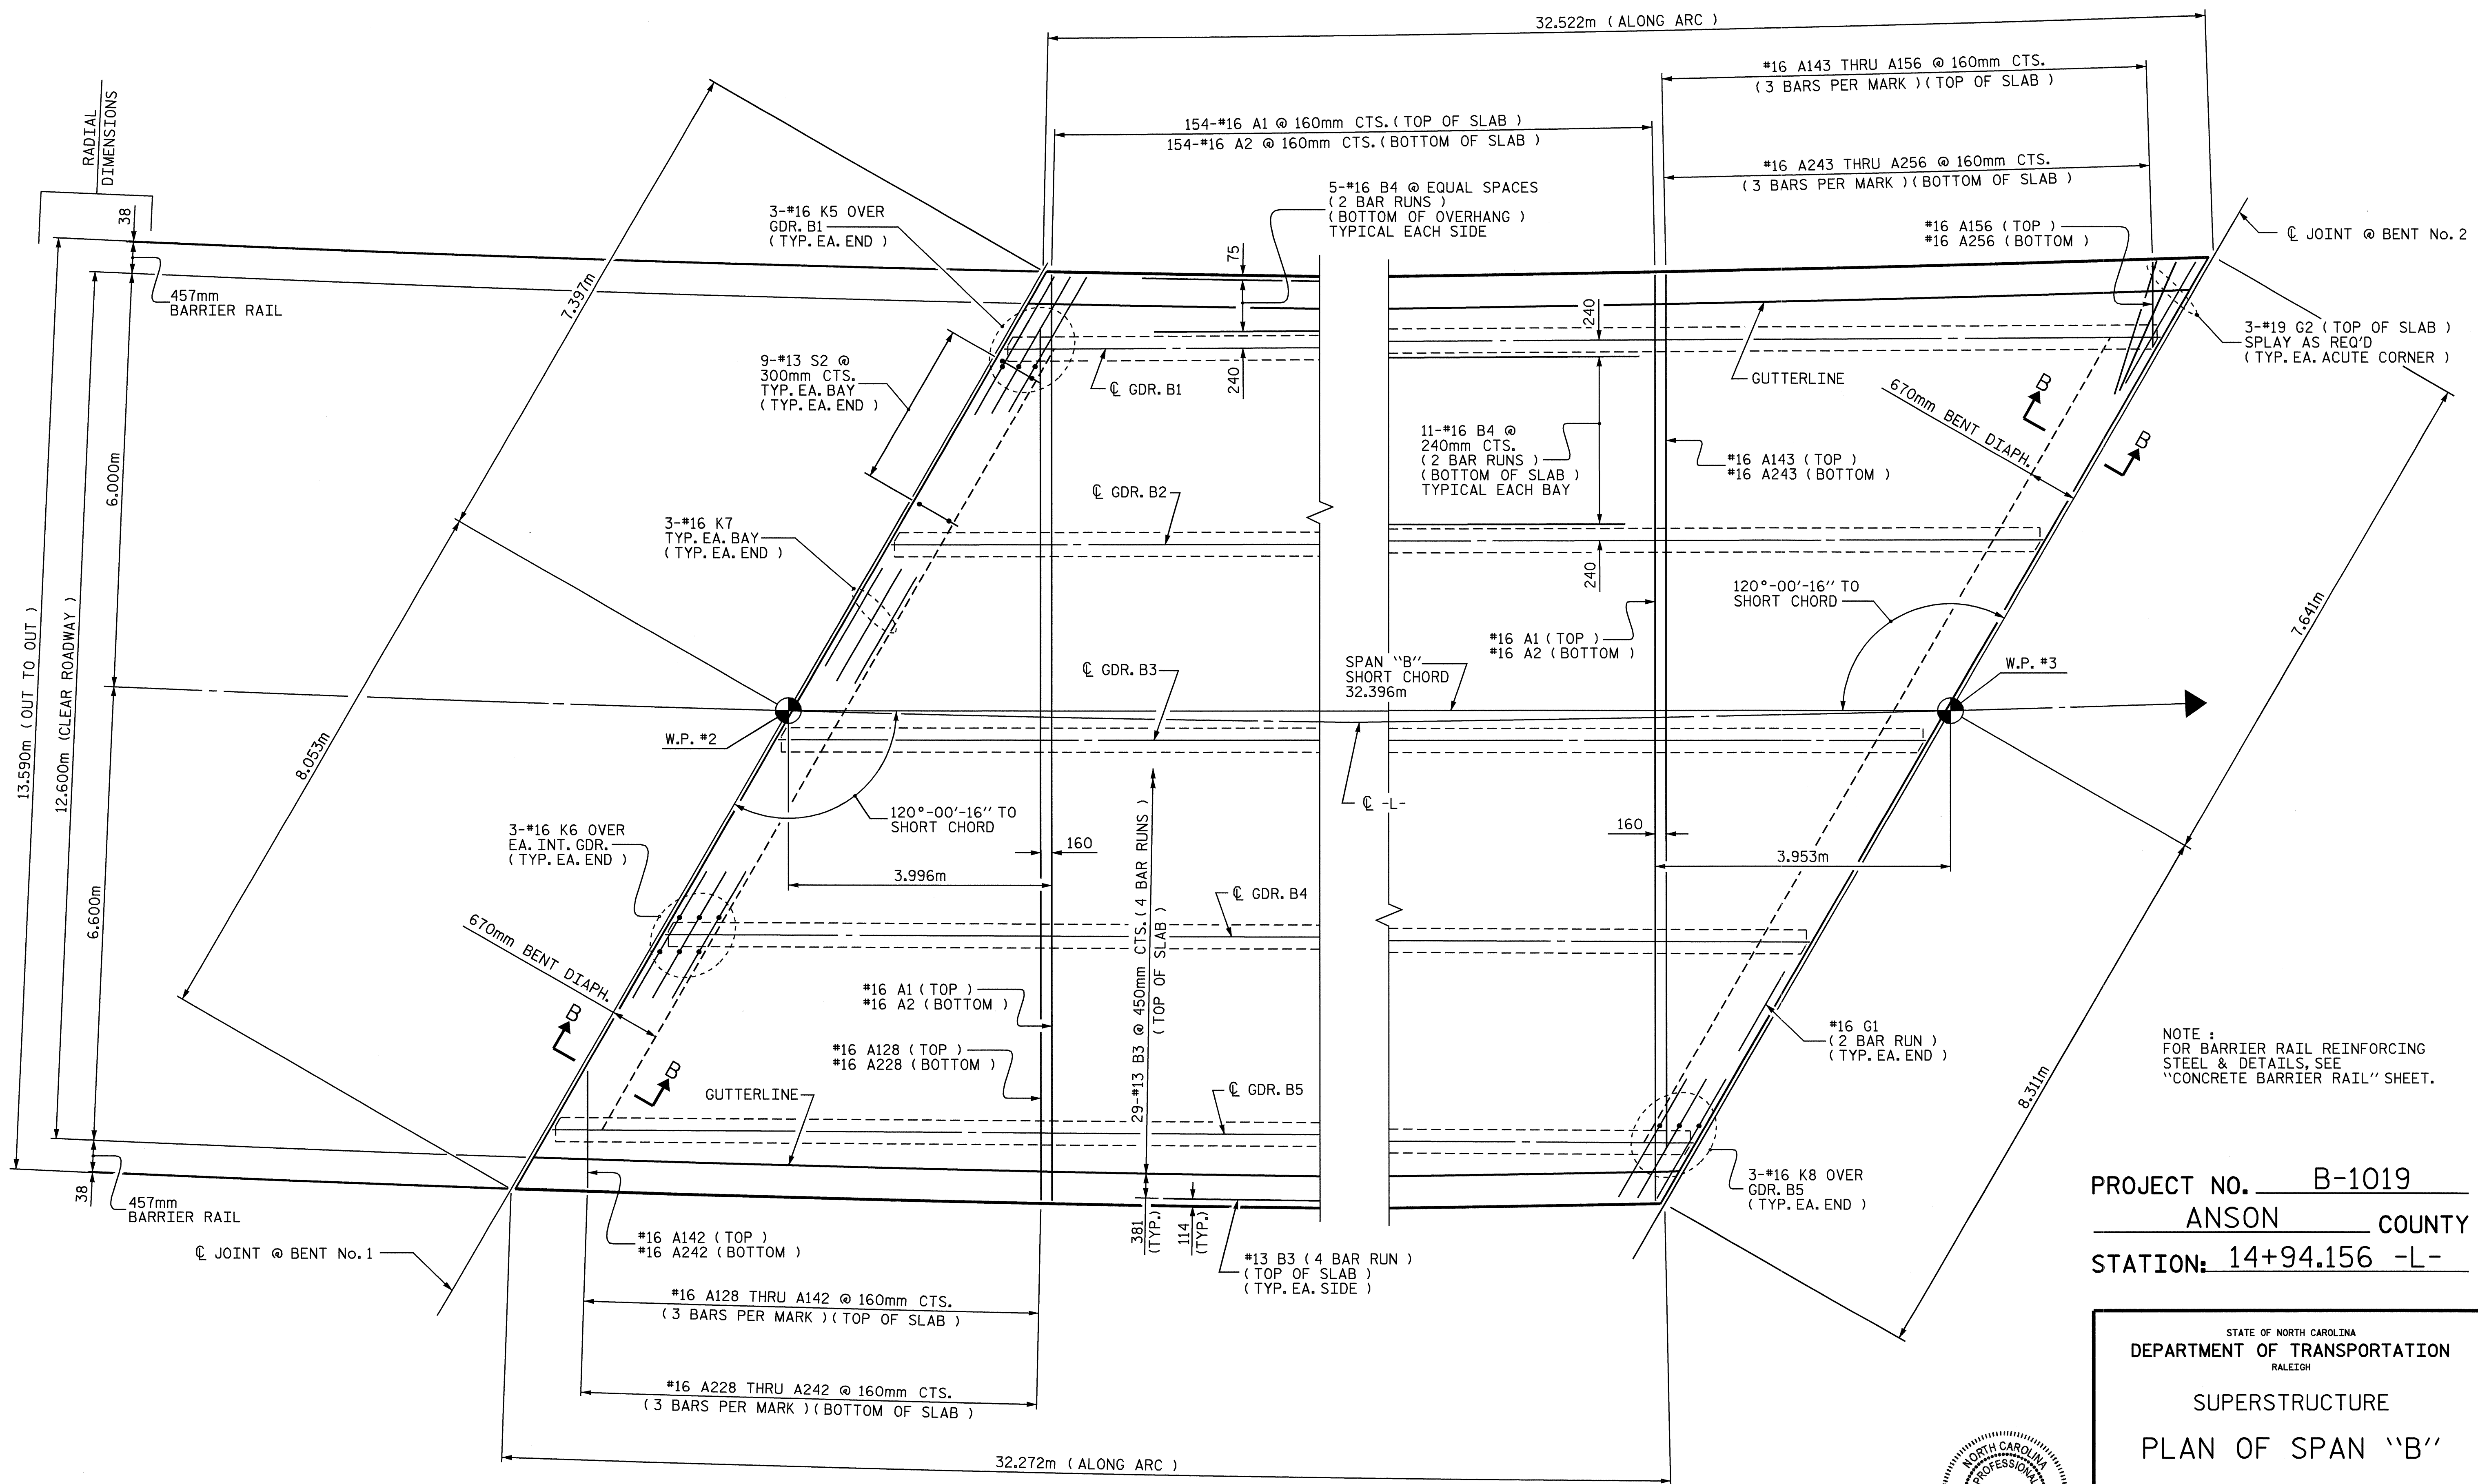 32.522m ( ALONG ARC )
#16 A143 THRU A156 @ 160mm CTS.
( 3 BARS PER MARK ) ( TOP OF SLAB )
154-#16 A1 @ 160mm CTS. ( TOP OF SLAB )
154-#16 A2 @ 160mm CTS. ( BOTTOM OF SLAB )
#16 A243 THRU A256 @ 160mm CTS.
( 3 BARS PER MARK ) ( BOTTOM OF SLAB )
RADIAL
DIMENSIONS
38
457mm
BARRIER RAIL
7.397m
3-#16 K5 OVER
GDR. B1
( TYP. EA. END )
5-#16 B4 @ EQUAL SPACES
( 2 BAR RUNS )
( BOTTOM OF OVERHANG )
TYPICAL EACH SIDE
75
#16 A156 ( TOP )
#16 A256 ( BOTTOM )
℄ JOINT @ BENT No. 2
9-#13 S2 @
300mm CTS.
TYP. EA. BAY
( TYP. EA. END )
℄ GDR. B1
240
240
GUTTERLINE
3-#19 G2 ( TOP OF SLAB )
SPLAY AS REQ'D
( TYP. EA. ACUTE CORNER )
670mm BENT DIAPH.
B
B
6.000m
11-#16 B4 @
240mm CTS.
( 2 BAR RUNS )
( BOTTOM OF SLAB )
TYPICAL EACH BAY
#16 A143 ( TOP )
#16 A243 ( BOTTOM )
℄ GDR. B2
3-#16 K7
TYP. EA. BAY
( TYP. EA. END )
240
120°-00'-16" TO
SHORT CHORD
13.590m ( OUT TO OUT )
12.600m (CLEAR ROADWAY )
#16 A1 ( TOP )
#16 A2 ( BOTTOM )
7.641m
℄ GDR. B3
SPAN "B"
SHORT CHORD
32.396m
W.P. #3
W.P. #2
8.053m
℄ -L-
120°-00'-16" TO
SHORT CHORD
3-#16 K6 OVER
EA. INT. GDR.
( TYP. EA. END )
160
160
3.996m
3.953m
6.600m
℄ GDR. B4
29-#13 B3 @ 450mm CTS. ( 4 BAR RUNS )
( TOP OF SLAB )
670mm BENT DIAPH.
B
B
#16 A1 ( TOP )
#16 A2 ( BOTTOM )
#16 A128 ( TOP )
#16 A228 ( BOTTOM )
#16 G1
( 2 BAR RUN )
( TYP. EA. END )
NOTE :
FOR BARRIER RAIL REINFORCING
STEEL & DETAILS, SEE
"CONCRETE BARRIER RAIL" SHEET.
GUTTERLINE
℄ GDR. B5
8.311m
38
457mm
BARRIER RAIL
3-#16 K8 OVER
GDR. B5
( TYP. EA. END )
℄ JOINT @ BENT No. 1
#16 A142 ( TOP )
#16 A242 ( BOTTOM )
381
(TYP.)
114
(TYP.)
#13 B3 ( 4 BAR RUN )
( TOP OF SLAB )
( TYP. EA. SIDE )
#16 A128 THRU A142 @ 160mm CTS.
( 3 BARS PER MARK ) ( TOP OF SLAB )
#16 A228 THRU A242 @ 160mm CTS.
( 3 BARS PER MARK ) ( BOTTOM OF SLAB )
32.272m ( ALONG ARC )
PROJECT NO. B-1019
ANSON COUNTY
STATION: 14+94.156 -L-
STATE OF NORTH CAROLINA
DEPARTMENT OF TRANSPORTATION
RALEIGH
SUPERSTRUCTURE
PLAN OF SPAN "B"
NORTH CAROLINA
PROFESSIONAL